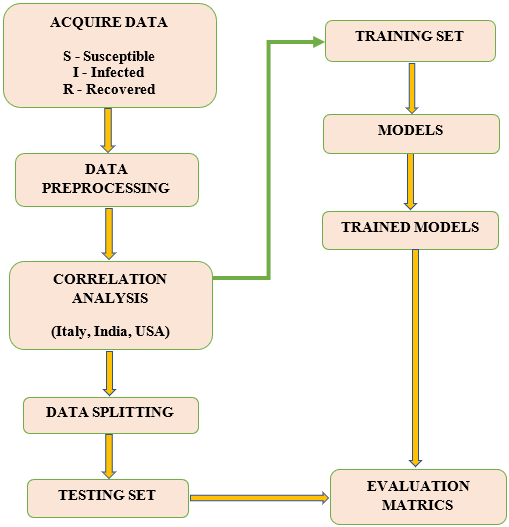 ACQUIRE DATA
S - Susceptible
I - Infected
R - Recovered
DATA
PREPROCESSING
CORRELATION
ANALYSIS
(Italy, India, USA)
DATA SPLITTING
TESTING SET
TRAINING SET
MODELS
TRAINED MODELS
EVALUATION
MATRICS